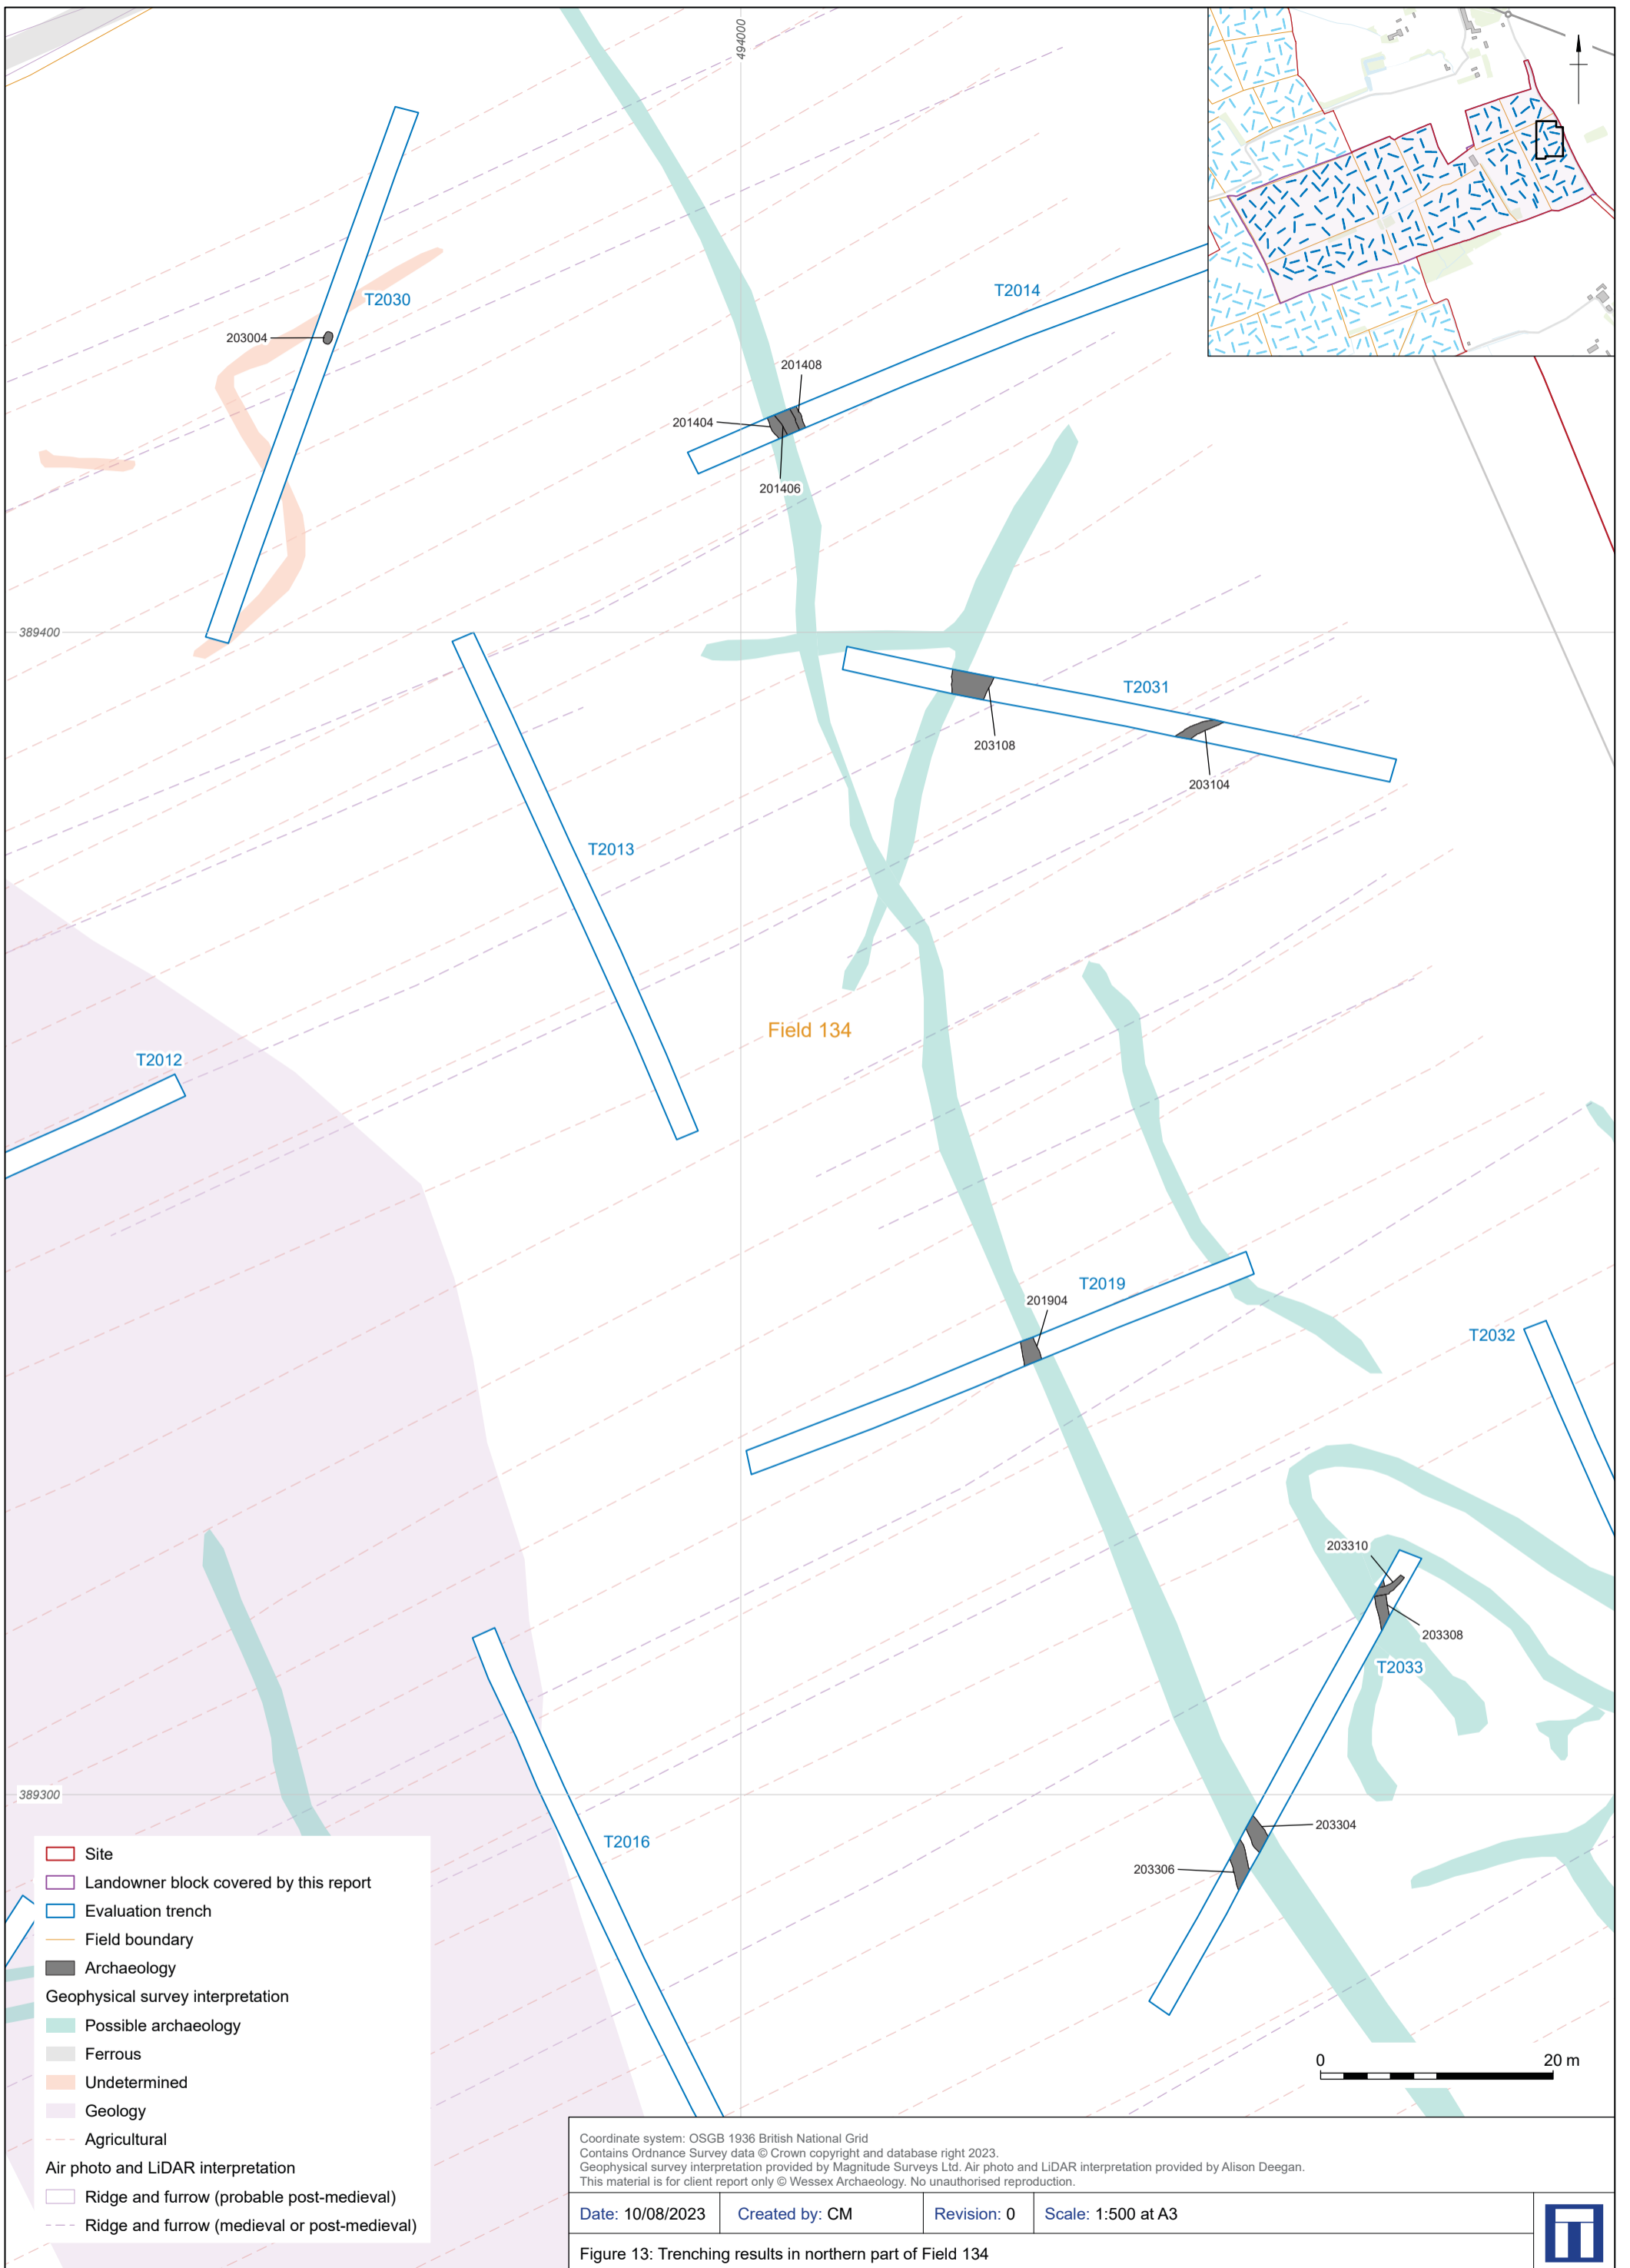 494000
T2030
203004
T2014
201408
201404
201406
389400
T2031
203108
203104
T2013
Field 134
T2012
T2019
201904
T2032
203310
203308
T2033
389300
T2016
203304
203306
Site
Landowner block covered by this report
Evaluation trench
Field boundary
Archaeology
Geophysical survey interpretation
Possible archaeology
Ferrous
Undetermined
Geology
Agricultural
Air photo and LiDAR interpretation
Ridge and furrow (probable post-medieval)
Ridge and furrow (medieval or post-medieval)
0 20 m
Coordinate system: OSGB 1936 British National Grid
Contains Ordnance Survey data © Crown copyright and database right 2023.
Geophysical survey interpretation provided by Magnitude Surveys Ltd. Air photo and LiDAR interpretation provided by Alison Deegan.
This material is for client report only © Wessex Archaeology. No unauthorised reproduction.
Date: 10/08/2023 Created by: CM Revision: 0 Scale: 1:500 at A3
Figure 13: Trenching results in northern part of Field 134